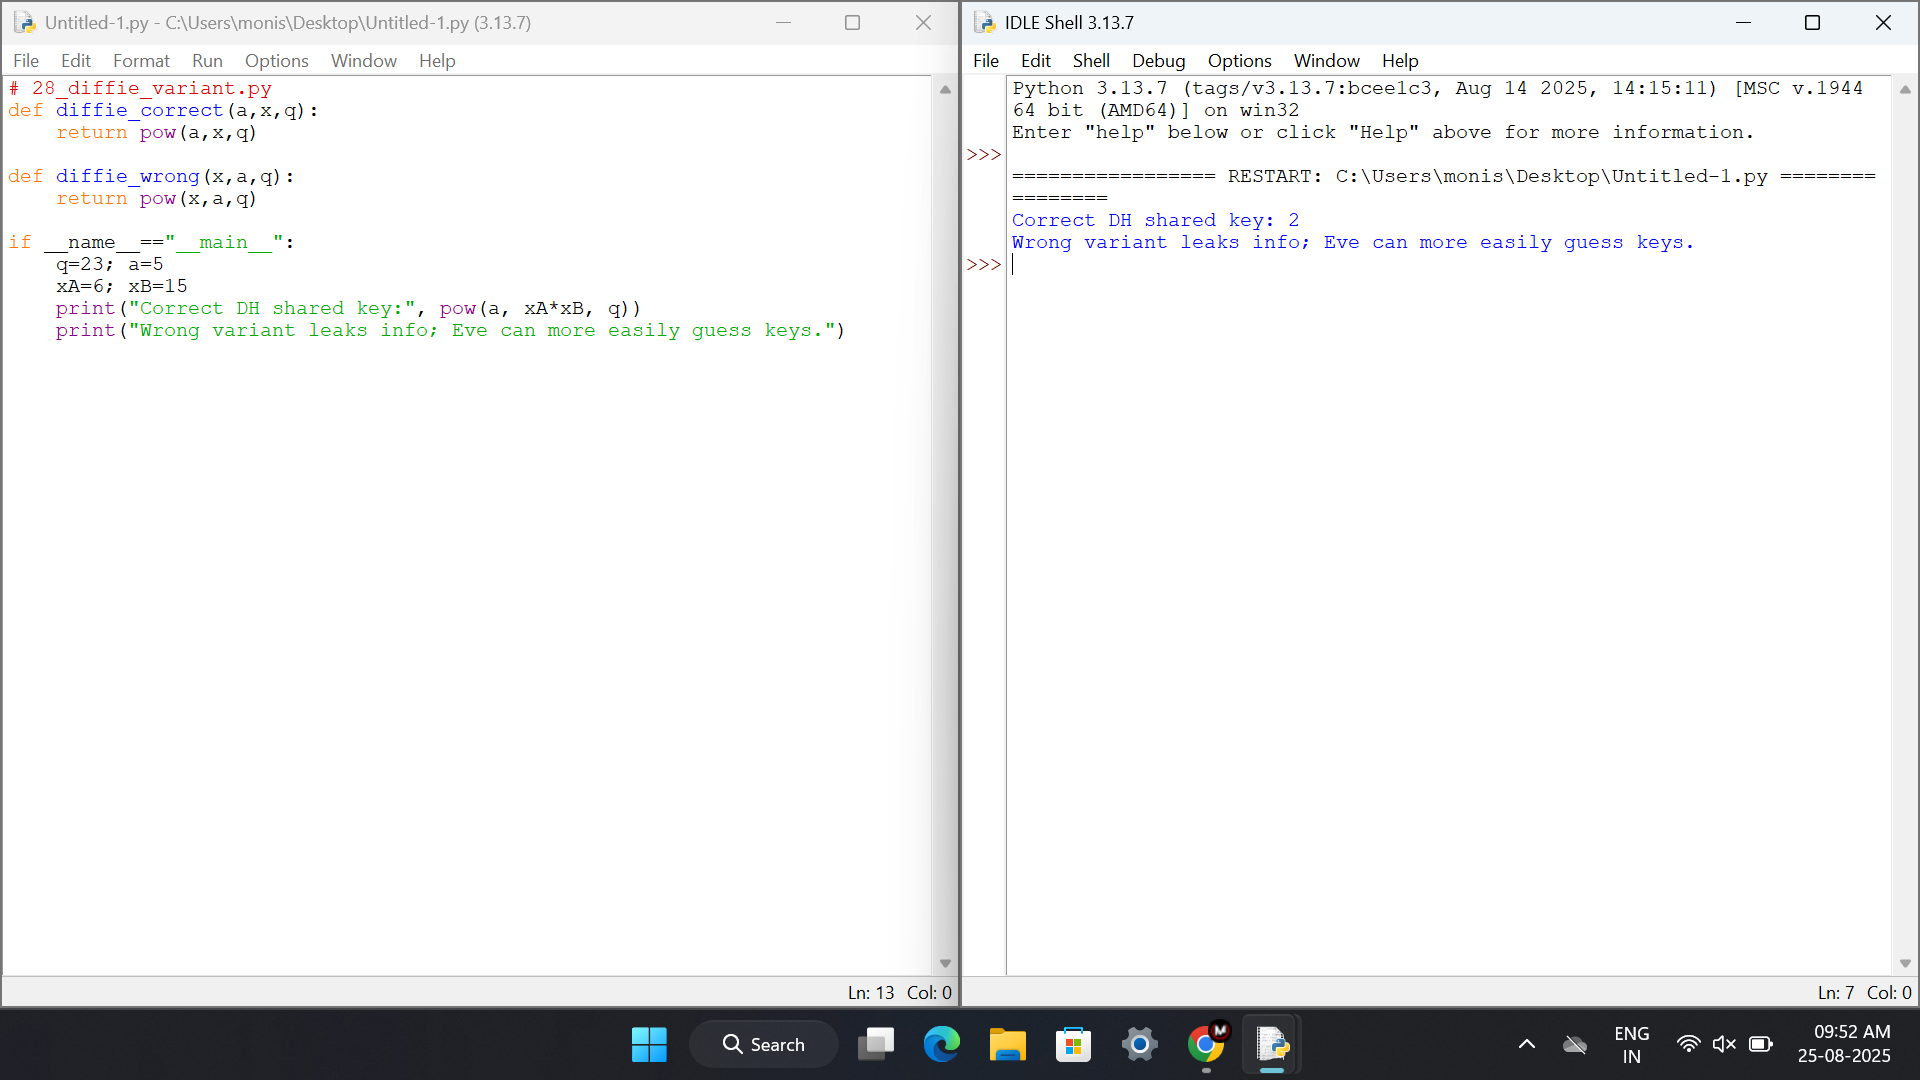 Untitled-1.py - C:\Users\monis\Desktop\Untitled-1.py (3.13.7)
File Edit Format Run Options Window Help
# 28_diffie_variant.py
def diffie_correct(a,x,q):
    return pow(a,x,q)
def diffie_wrong(x,a,q):
    return pow(x,a,q)
if __name__=="__main__":
    q=23; a=5
    xA=6; xB=15
    print("Correct DH shared key:", pow(a, xA*xB, q))
    print("Wrong variant leaks info; Eve can more easily guess keys.")
Ln: 13 Col: 0
IDLE Shell 3.13.7
File Edit Shell Debug Options Window Help
Python 3.13.7 (tags/v3.13.7:bcee1c3, Aug 14 2025, 14:15:11) [MSC v.1944
64 bit (AMD64)] on win32
Enter "help" below or click "Help" above for more information.
>>>
================= RESTART: C:\Users\monis\Desktop\Untitled-1.py ========
========
Correct DH shared key: 2
Wrong variant leaks info; Eve can more easily guess keys.
>>>
Ln: 7 Col: 0
Search
M
ENG
IN
09:52 AM
25-08-2025